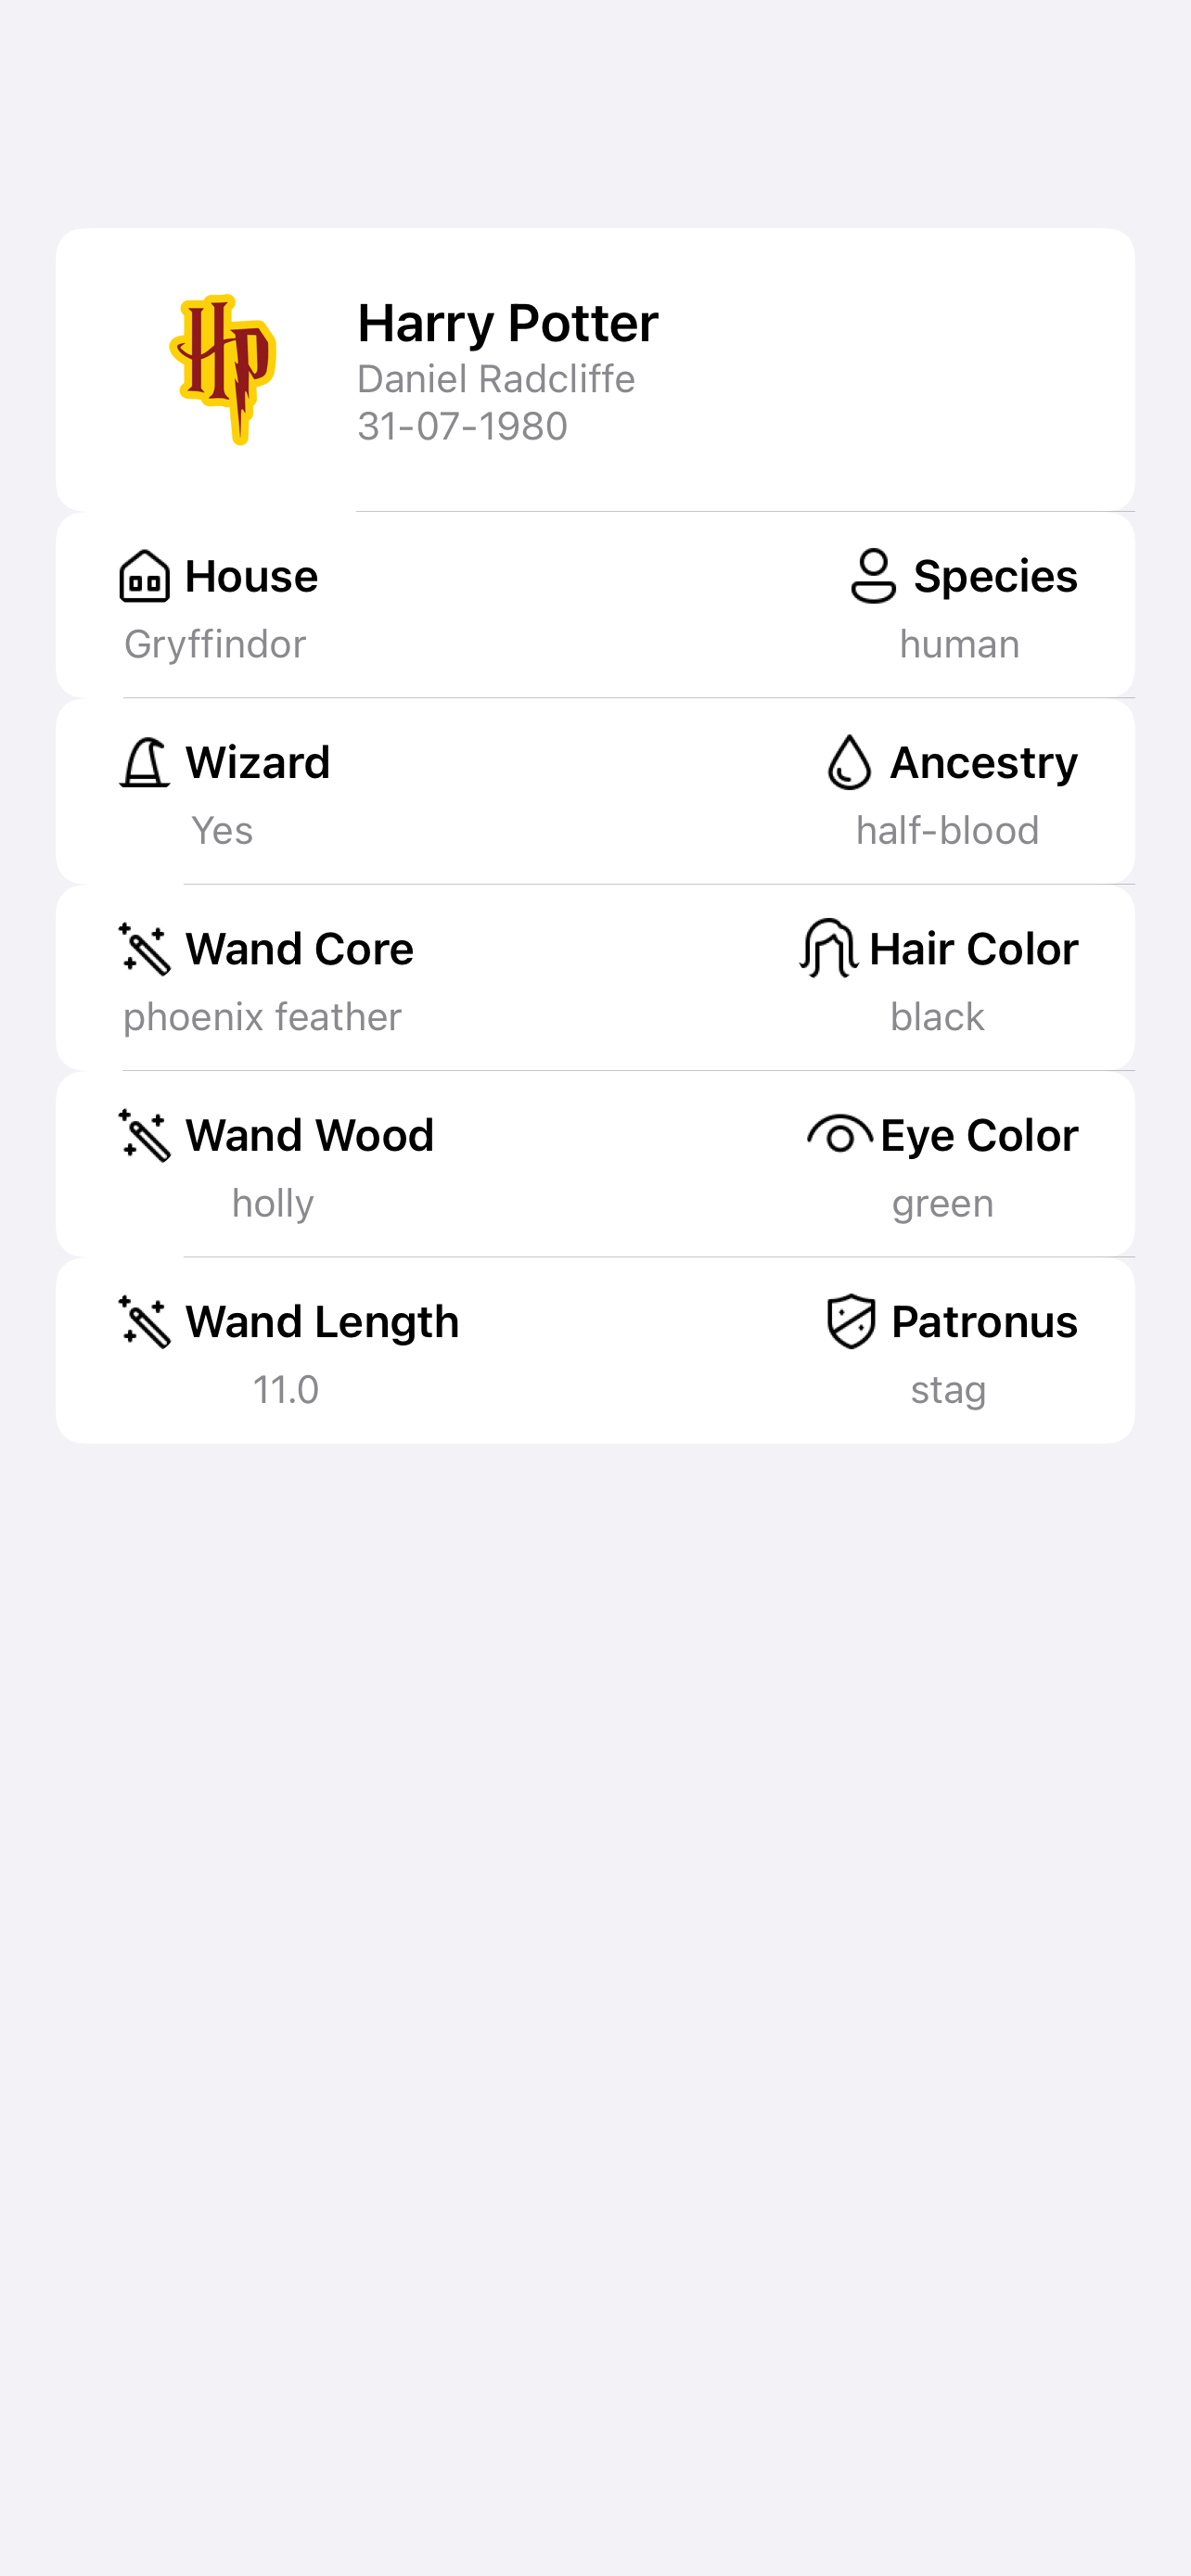 HP
Harry Potter
Daniel Radcliffe
31-07-1980
House Species
Gryffindor human
Wizard Ancestry
Yes half-blood
Wand Core Hair Color
phoenix feather black
Wand Wood Eye Color
holly green
Wand Length Patronus
11.0 stag